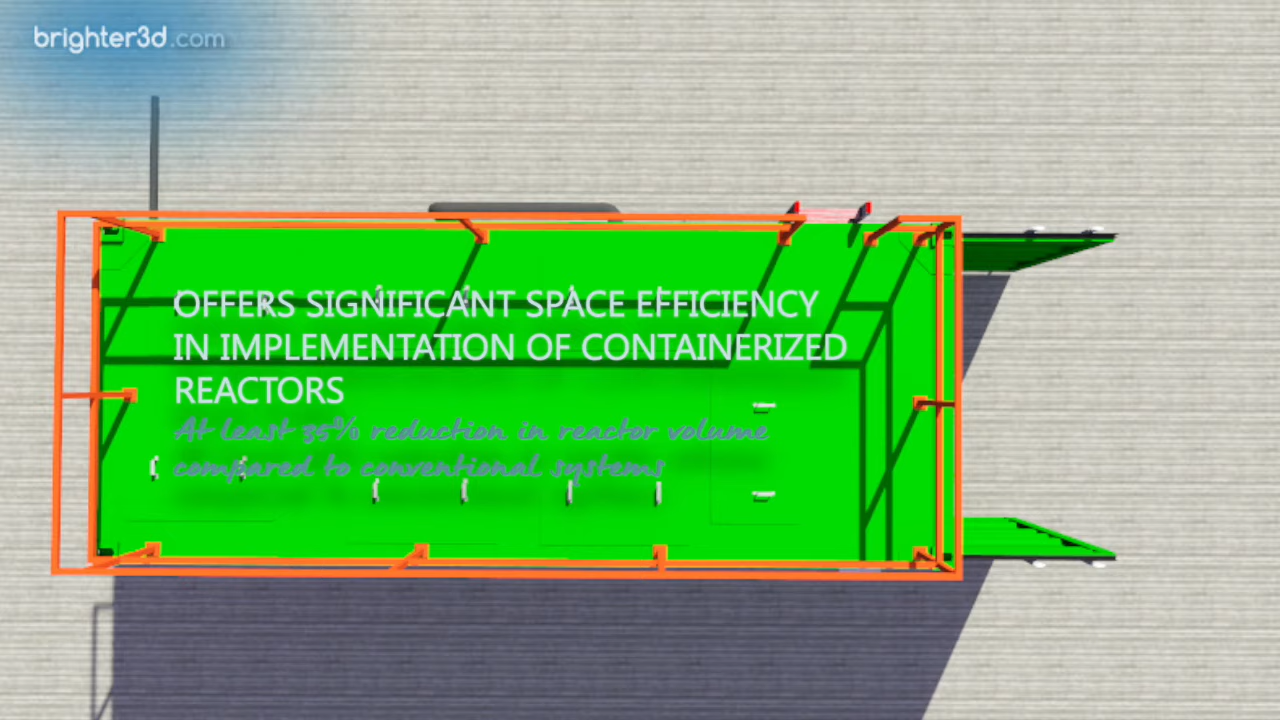 brighter3d.com
OFFERS SIGNIFICANT SPACE EFFICIENCY
IN IMPLEMENTATION OF CONTAINERIZED
REACTORS
At least 35% reduction in reactor volume
compared to conventional systems